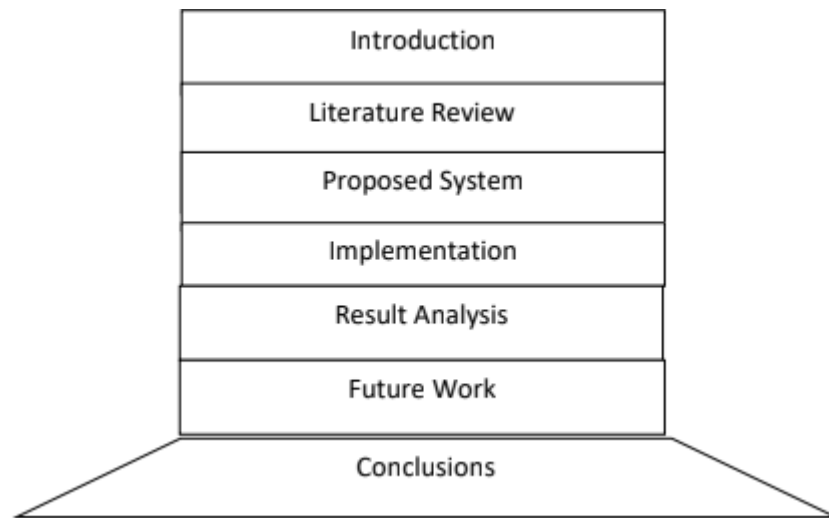 Introduction
Literature Review
Proposed System
Implementation
Result Analysis
Future Work
Conclusions